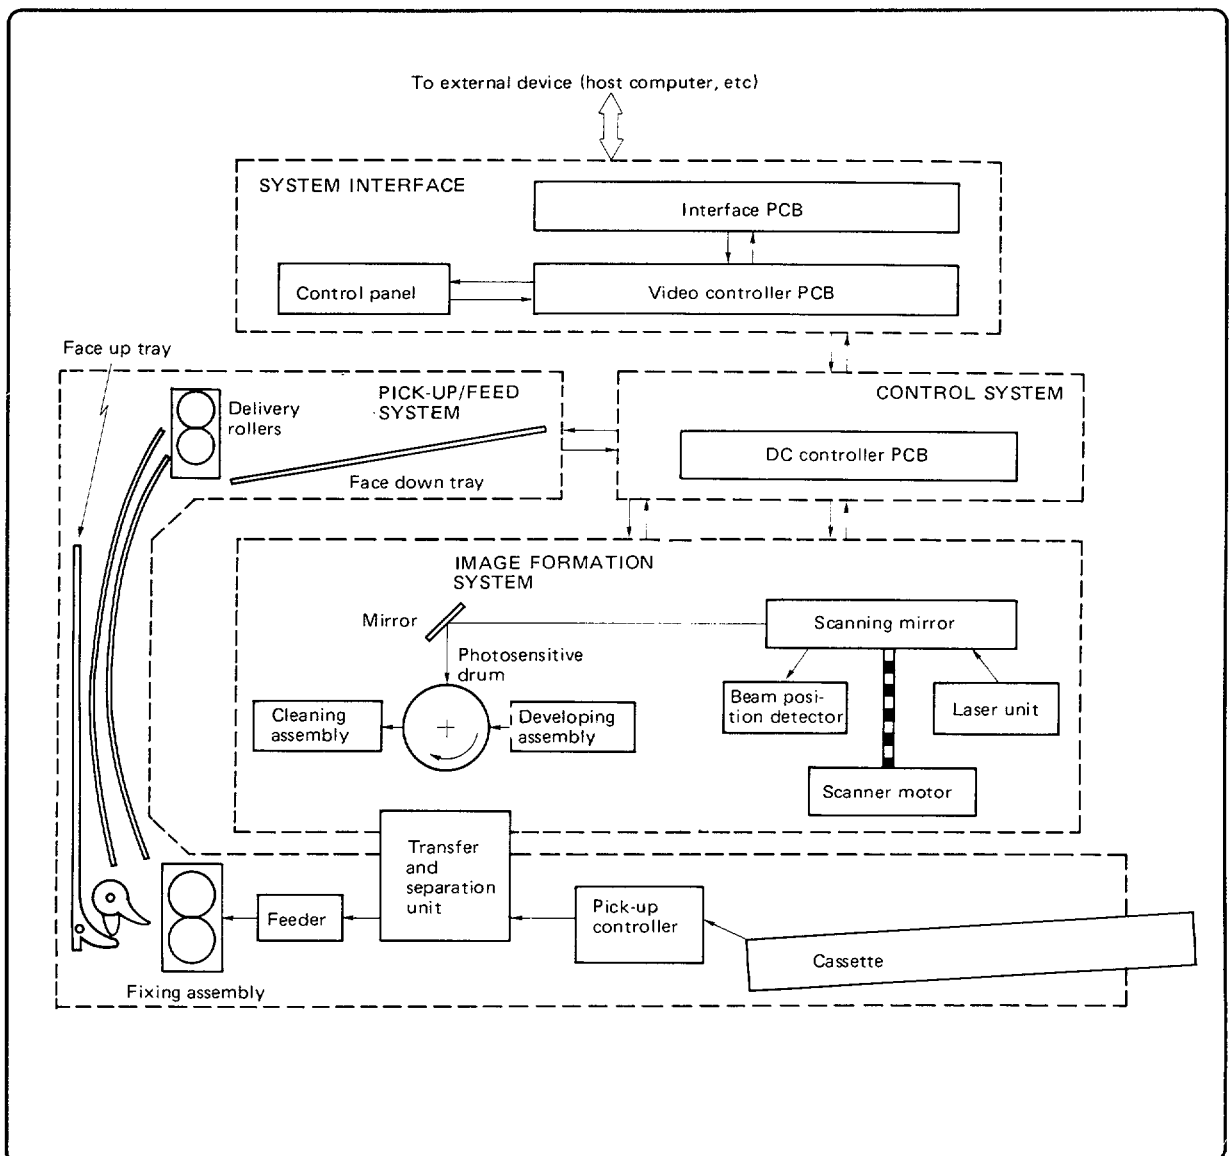 To external device (host computer, etc)
SYSTEM INTERFACE
Interface PCB
Control panel
Video controller PCB
Face up tray
PICK-UP/FEED
SYSTEM
Delivery
rollers
Face down tray
CONTROL SYSTEM
DC controller PCB
IMAGE FORMATION
SYSTEM
Mirror
Scanning mirror
Photosensitive
drum
Cleaning
assembly
Developing
assembly
Beam posi-
tion detector
Laser unit
Scanner motor
Transfer
and
separation
unit
Pick-up
controller
Feeder
Cassette
Fixing assembly